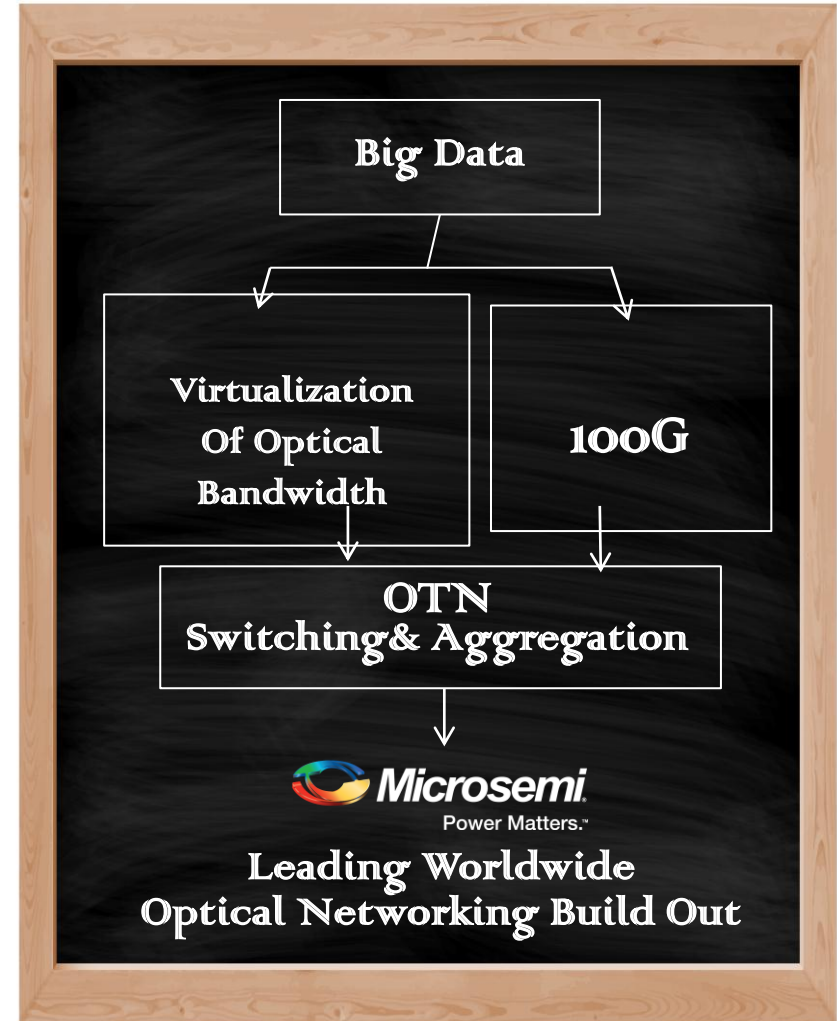 Big Data
Virtualization
Of Optical
Bandwidth
100G
OTN
Switching& Aggregation
Microsemi.
Power Matters.™
Leading Worldwide
Optical Networking Build Out